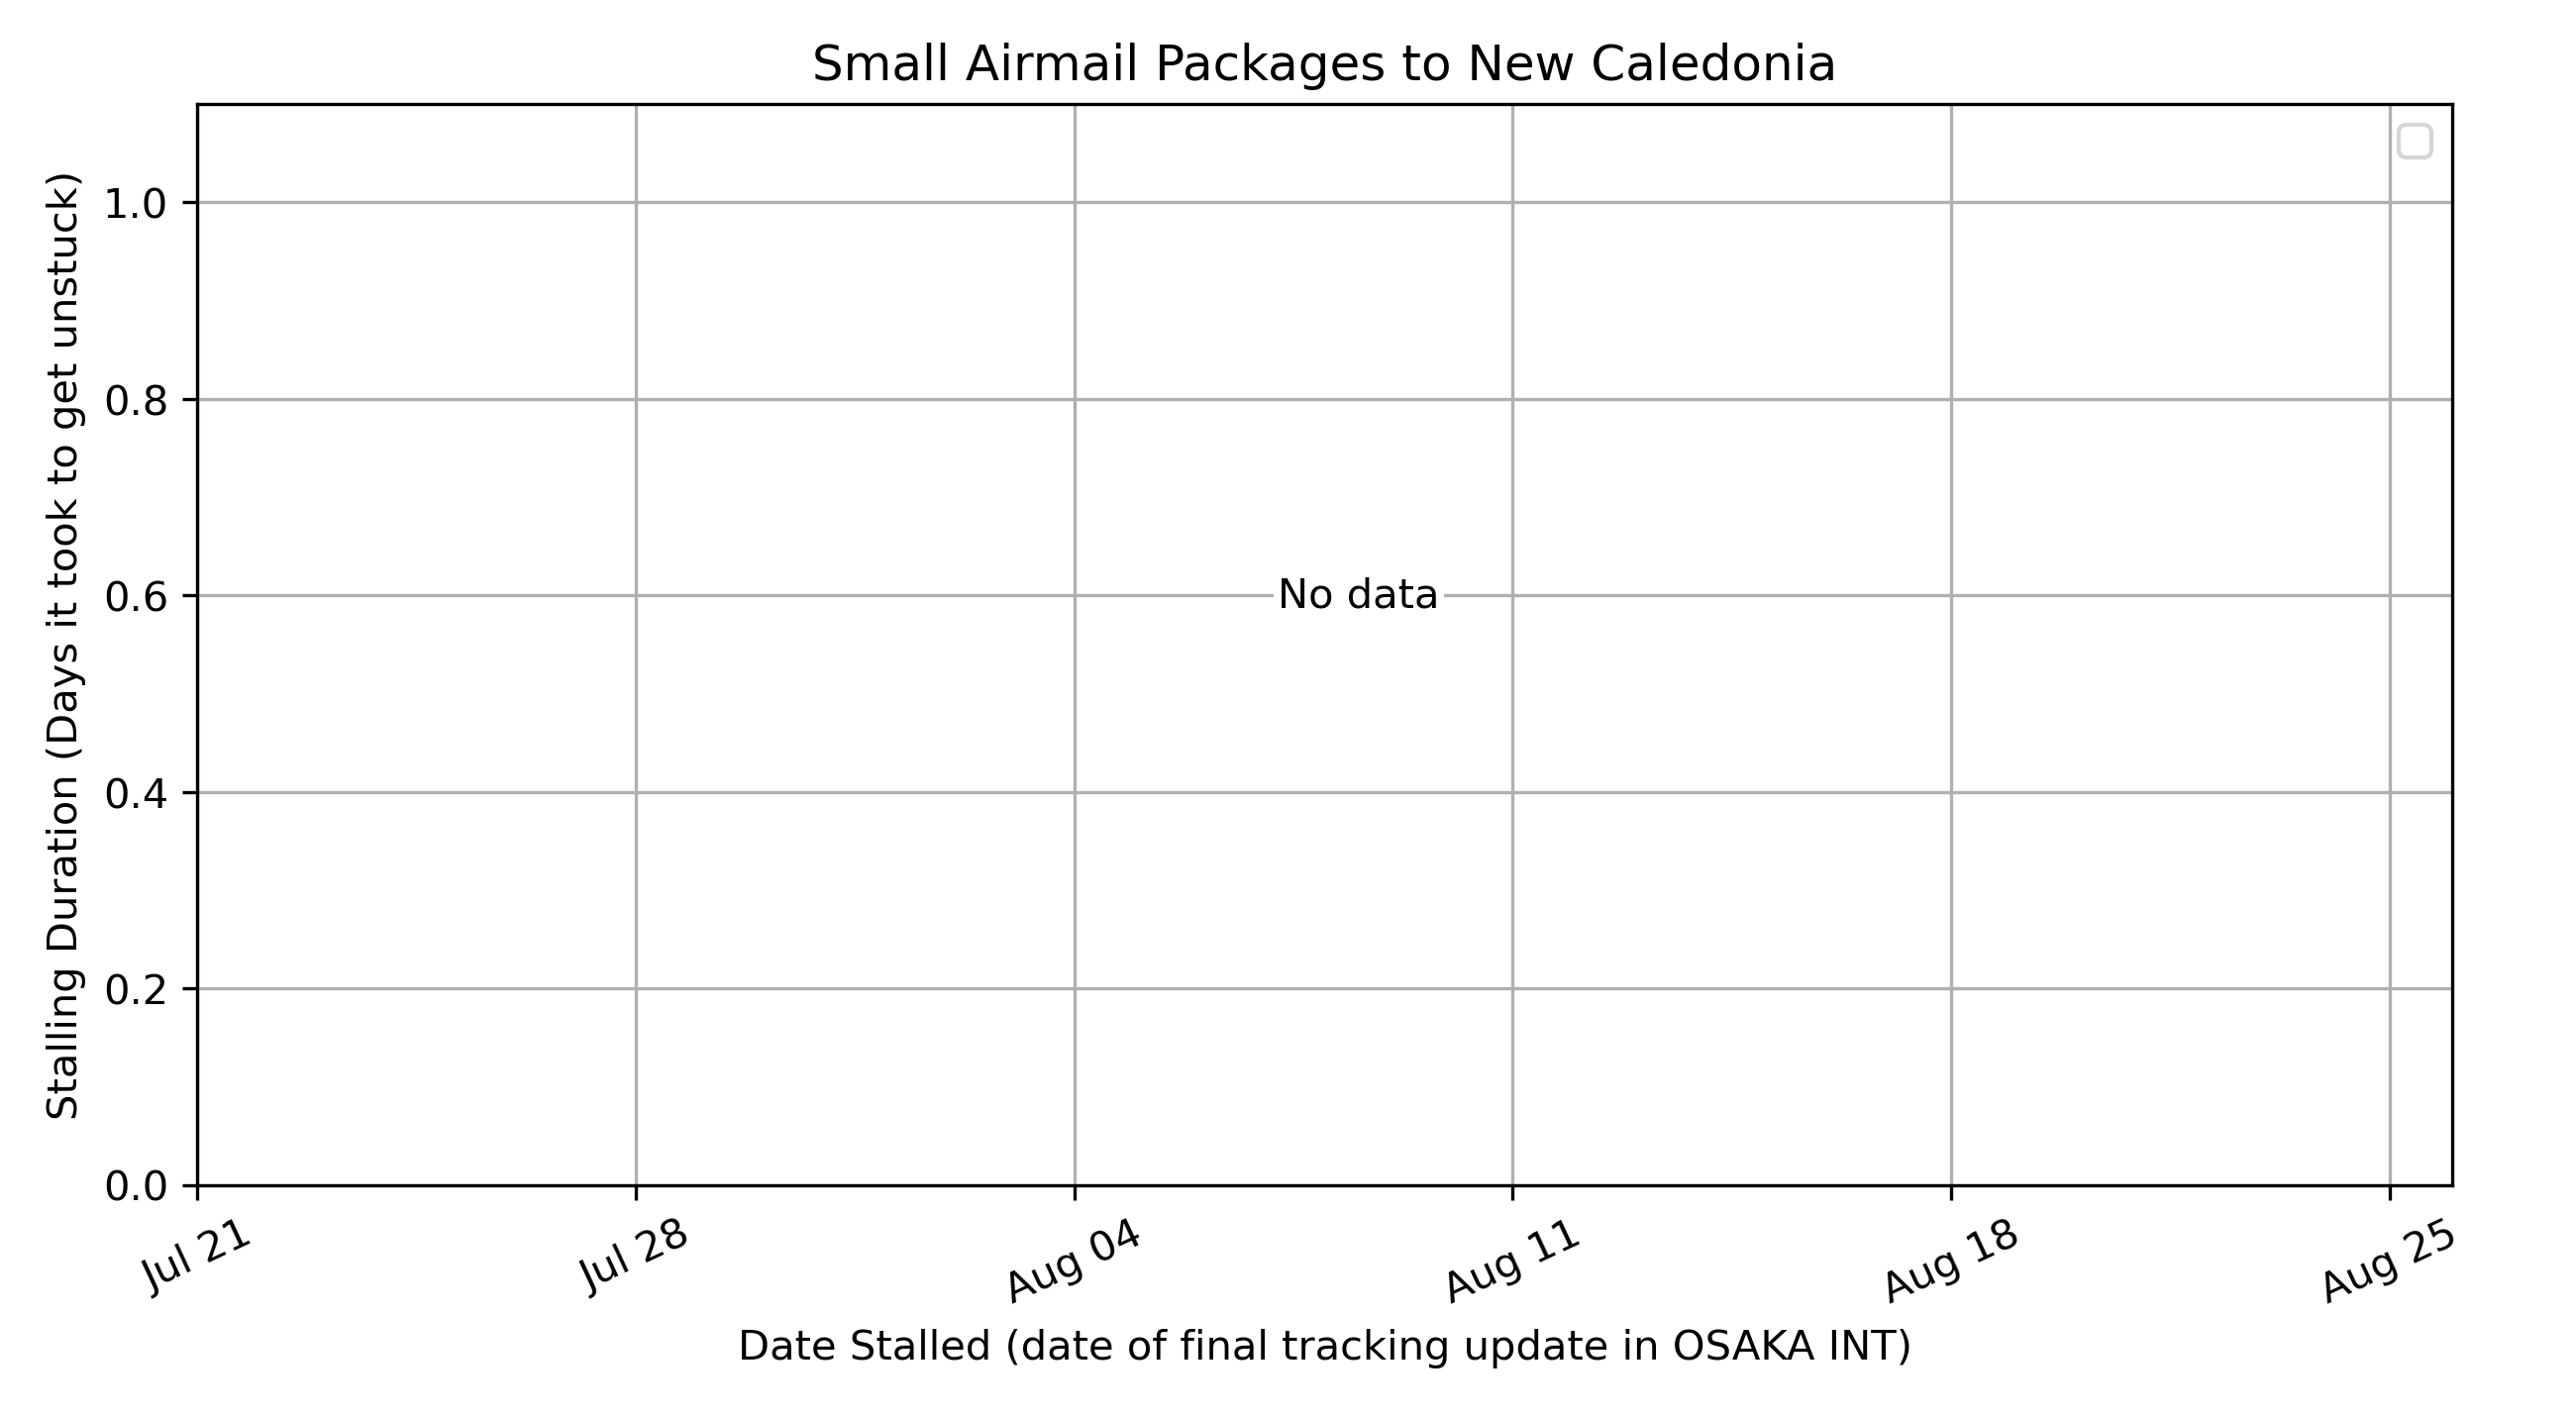 Small Airmail Packages to New Caledonia
Stalling Duration (Days it took to get unstuck)
1.0
0.8
0.6
0.4
0.2
0.0
No data
Jul 21
Jul 28
Aug 04
Aug 11
Aug 18
Aug 25
Date Stalled (date of final tracking update in OSAKA INT)